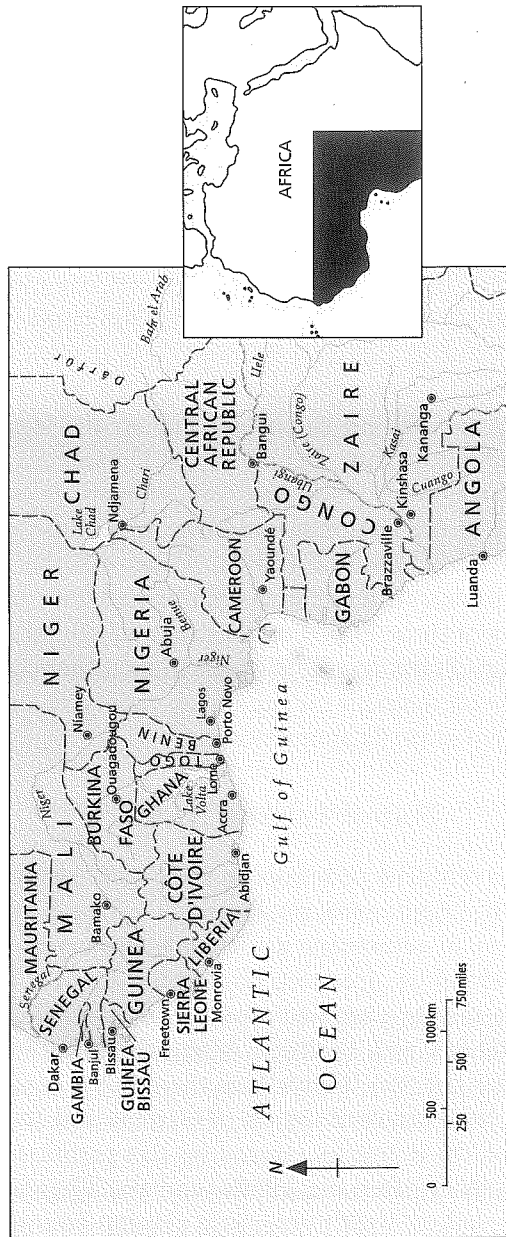 MAURITANIA
Senegal
SENEGAL
Dakar
GAMBIA
Banjul
Bissau
GUINEA
BISSAU
MALI
Niger
Bamako
GUINEA
Freetown
SIERRA
LEONE
Monrovia
LIBERIA
CÔTE
D'IVOIRE
Abidjan
BURKINA
FASO
Ouagadougou
GHANA
Lake
Volta
Accra
TOGO
Lome
BENIN
Porto Novo
Lagos
NIGER
Niamey
NIGERIA
Abuja
Benue
Niger
CHAD
Lake
Chad
Ndjamena
Chari
Dārfor
Bahr el Arab
CENTRAL
AFRICAN
REPUBLIC
Bangui
Uele
Ubangi
CAMEROON
Yaoundé
GABON
CONGO
Brazzaville
Kinshasa
ZAIRE
Zaire (Congo)
Kasai
Kananga
Cuango
ANGOLA
Luanda
Gulf of Guinea
ATLANTIC
OCEAN
N
0 500 1000 km
250 500 750 miles
AFRICA